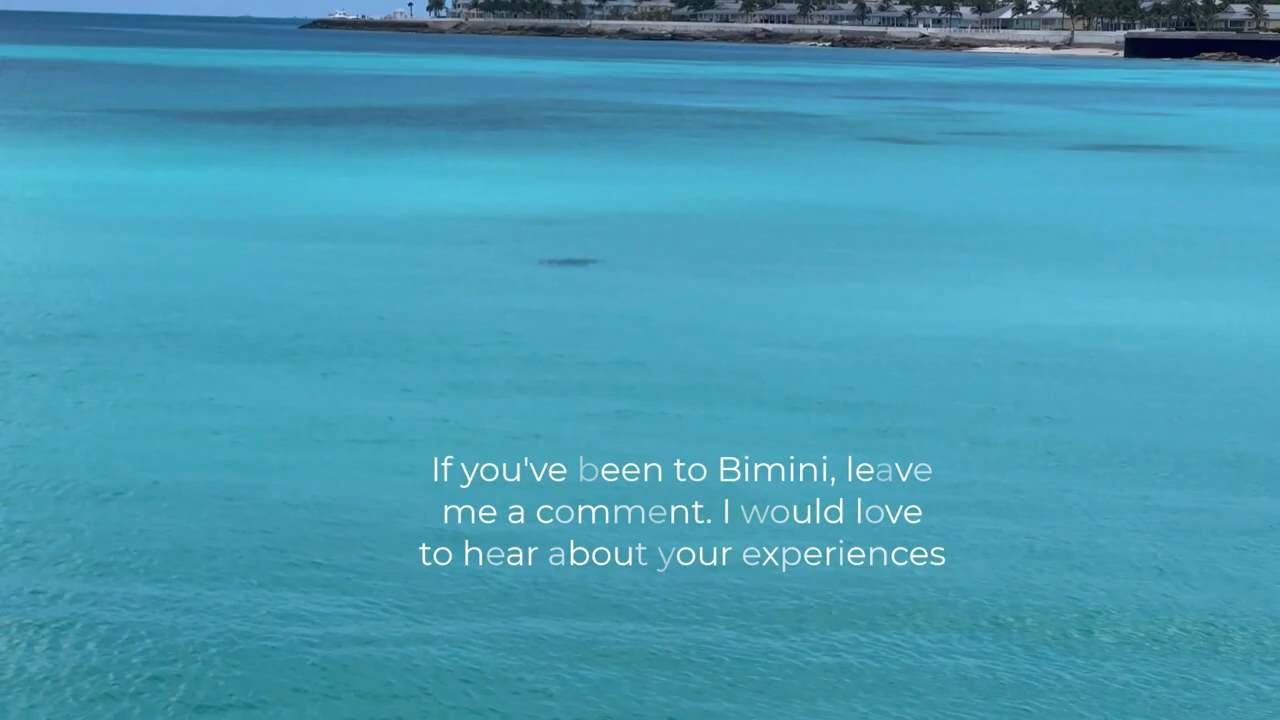 If you've been to Bimini, leave
me a comment. I would love
to hear about your experiences